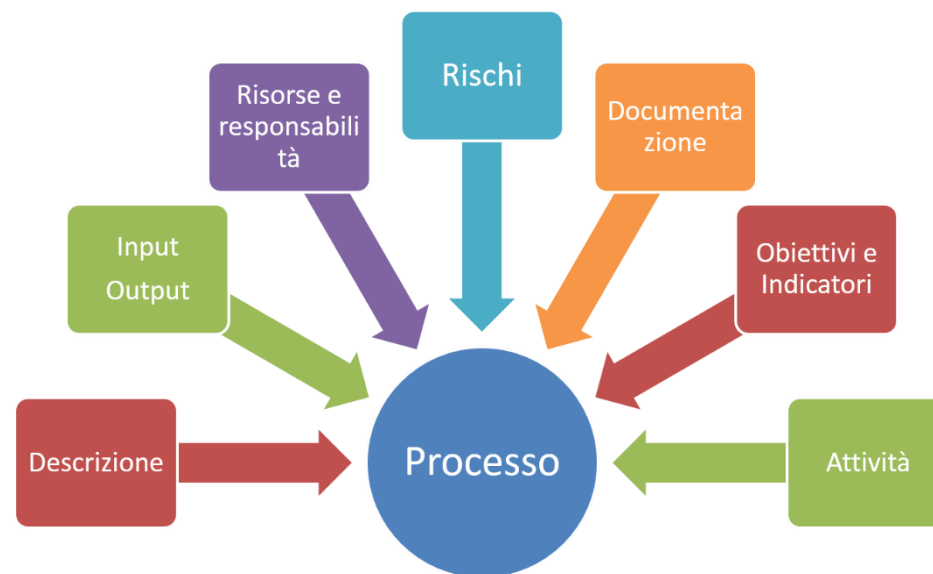 Rischi
Risorse e
responsabili
tà
Documenta
zione
Input
Output
Obiettivi e
Indicatori
Descrizione
Processo
Attività